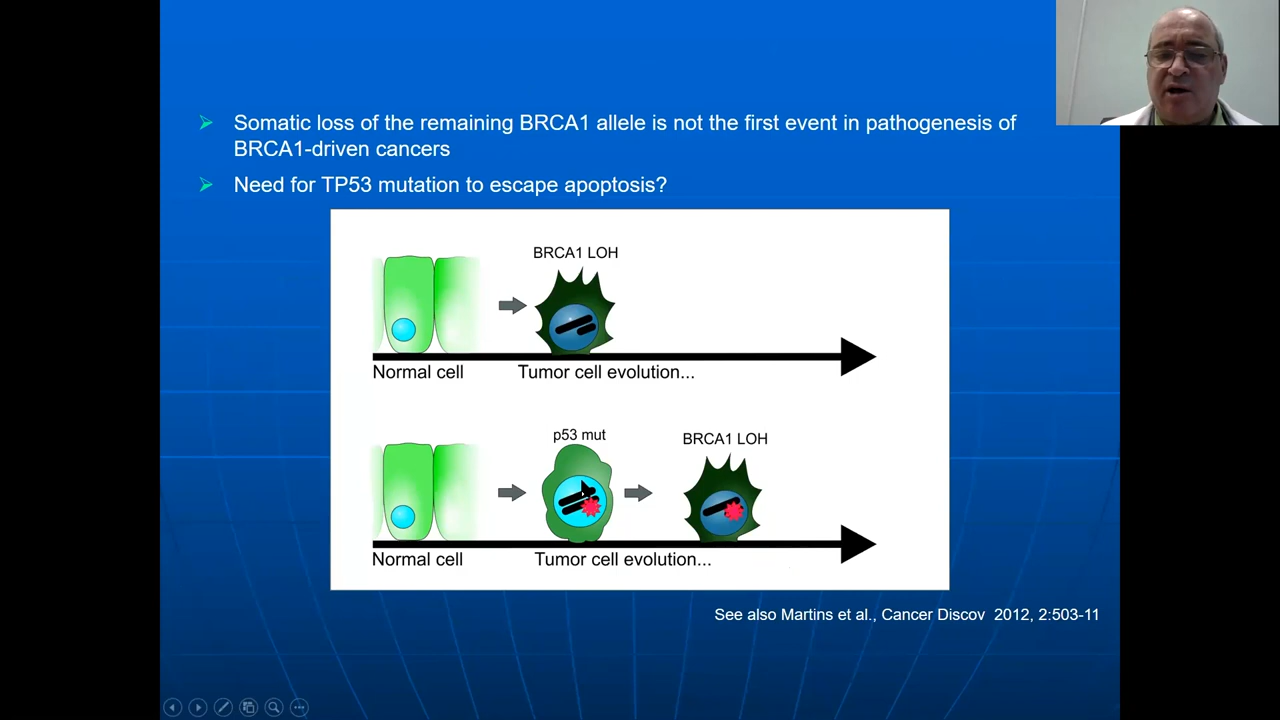 Somatic loss of the remaining BRCA1 allele is not the first event in pathogenesis of
BRCA1-driven cancers
Need for TP53 mutation to escape apoptosis?
BRCA1 LOH
Normal cell
Tumor cell evolution...
p53 mut
BRCA1 LOH
Normal cell
Tumor cell evolution...
See also Martins et al., Cancer Discov 2012, 2:503-11